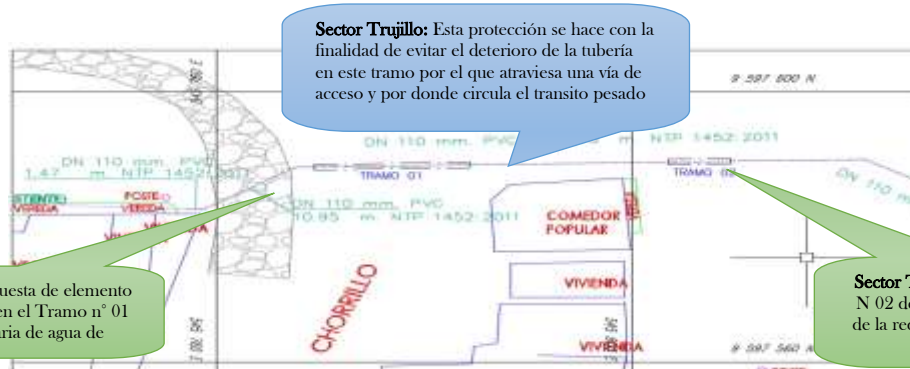 Sector Trujillo: Esta protección se hace con la
finalidad de evitar el deterioro de la tubería
en este tramo por el que atraviesa una vía de
acceso y por donde circula el transito pesado
9 597 600 N
DN 110 mm. PVC
m NTP 1452:2011
DN 110 mm. PVC
1.47 m NTP 1452:2011
TRAMO 01
TRAMO
DN 110 m
POSTE
VEREDA
VEREDA
DN 110 mm. PVC
10.95 m NTP 1452:2011
COMEDOR
POPULAR
VIVIENDA
CHORRILLO
uesta de elemento
en el Tramo n° 01
aria de agua de
Sector T
N 02 de
de la rec
VIVIENDA
9 597 560 N